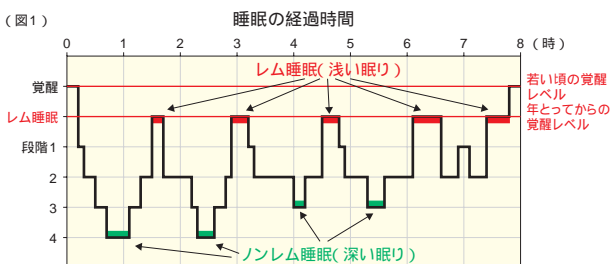 （図1）
睡眠の経過時間
0 1 2 3 4 5 6 7 8（時）
レム睡眠（浅い眠り）
覚醒
レム睡眠
段階1
2
3
4
若い頃の覚醒
レベル
年とってからの
覚醒レベル
ノンレム睡眠（深い眠り）